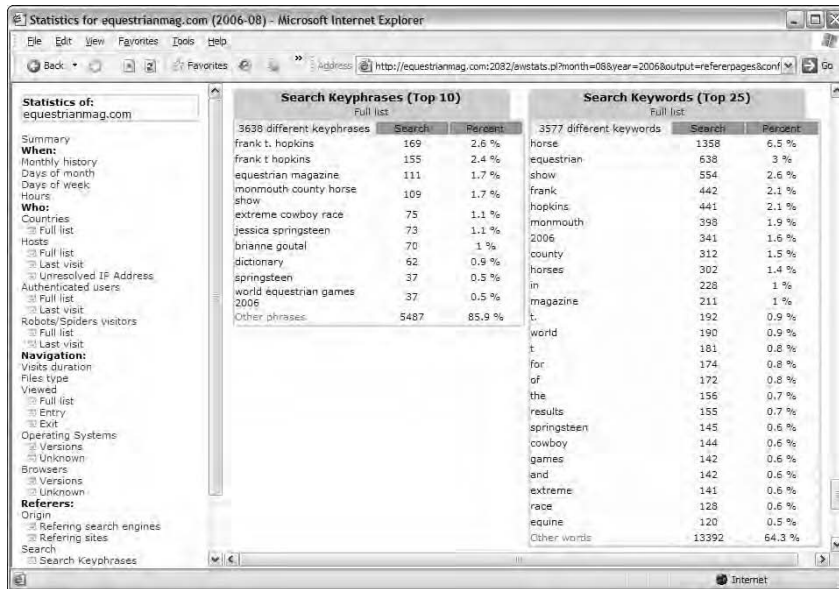 Statistics for equestrianmag.com (2006-08) - Microsoft Internet Explorer
File Edit View Favorites Tools Help
Back Favorites » Address http://equestrianmag.com:2082/awstats.pl?month=08&year=2006&output=refererpages&conf Go
Statistics of:
equestrianmag.com
Summary
When:
Monthly history
Days of month
Days of week
Hours
Who:
Countries
Full list
Hosts
Full list
Last visit
Unresolved IP Address
Authenticated users
Full list
Last visit
Robots/Spiders visitors
Full list
Last visit
Navigation:
Visits duration
Files type
Viewed
Full list
Entry
Exit
Operating Systems
Versions
Unknown
Browsers
Versions
Unknown
Referers:
Origin
Refering search engines
Refering sites
Search
Search Keyphrases
Search Keyphrases (Top 10)
Full list
3638 different keyphrases Search Percent
frank t. hopkins 169 2.6 %
frank t hopkins 155 2.4 %
equestrian magazine 111 1.7 %
monmouth county horse
show 109 1.7 %
extreme cowboy race 75 1.1 %
jessica springsteen 73 1.1 %
brianne goutal 70 1 %
dictionary 62 0.9 %
springsteen 37 0.5 %
world equestrian games
2006 37 0.5 %
Other phrases 5487 85.9 %
Search Keywords (Top 25)
Full list
3577 different keywords Search Percent
horse 1358 6.5 %
equestrian 638 3 %
show 554 2.6 %
frank 442 2.1 %
hopkins 441 2.1 %
monmouth 398 1.9 %
2006 341 1.6 %
county 312 1.5 %
horses 302 1.4 %
in 228 1 %
magazine 211 1 %
t. 192 0.9 %
world 190 0.9 %
t 181 0.8 %
for 174 0.8 %
of 172 0.8 %
the 156 0.7 %
results 155 0.7 %
springsteen 145 0.6 %
cowboy 144 0.6 %
games 142 0.6 %
and 142 0.6 %
extreme 141 0.6 %
race 128 0.6 %
equine 120 0.5 %
Other words 13392 64.3 %
Internet